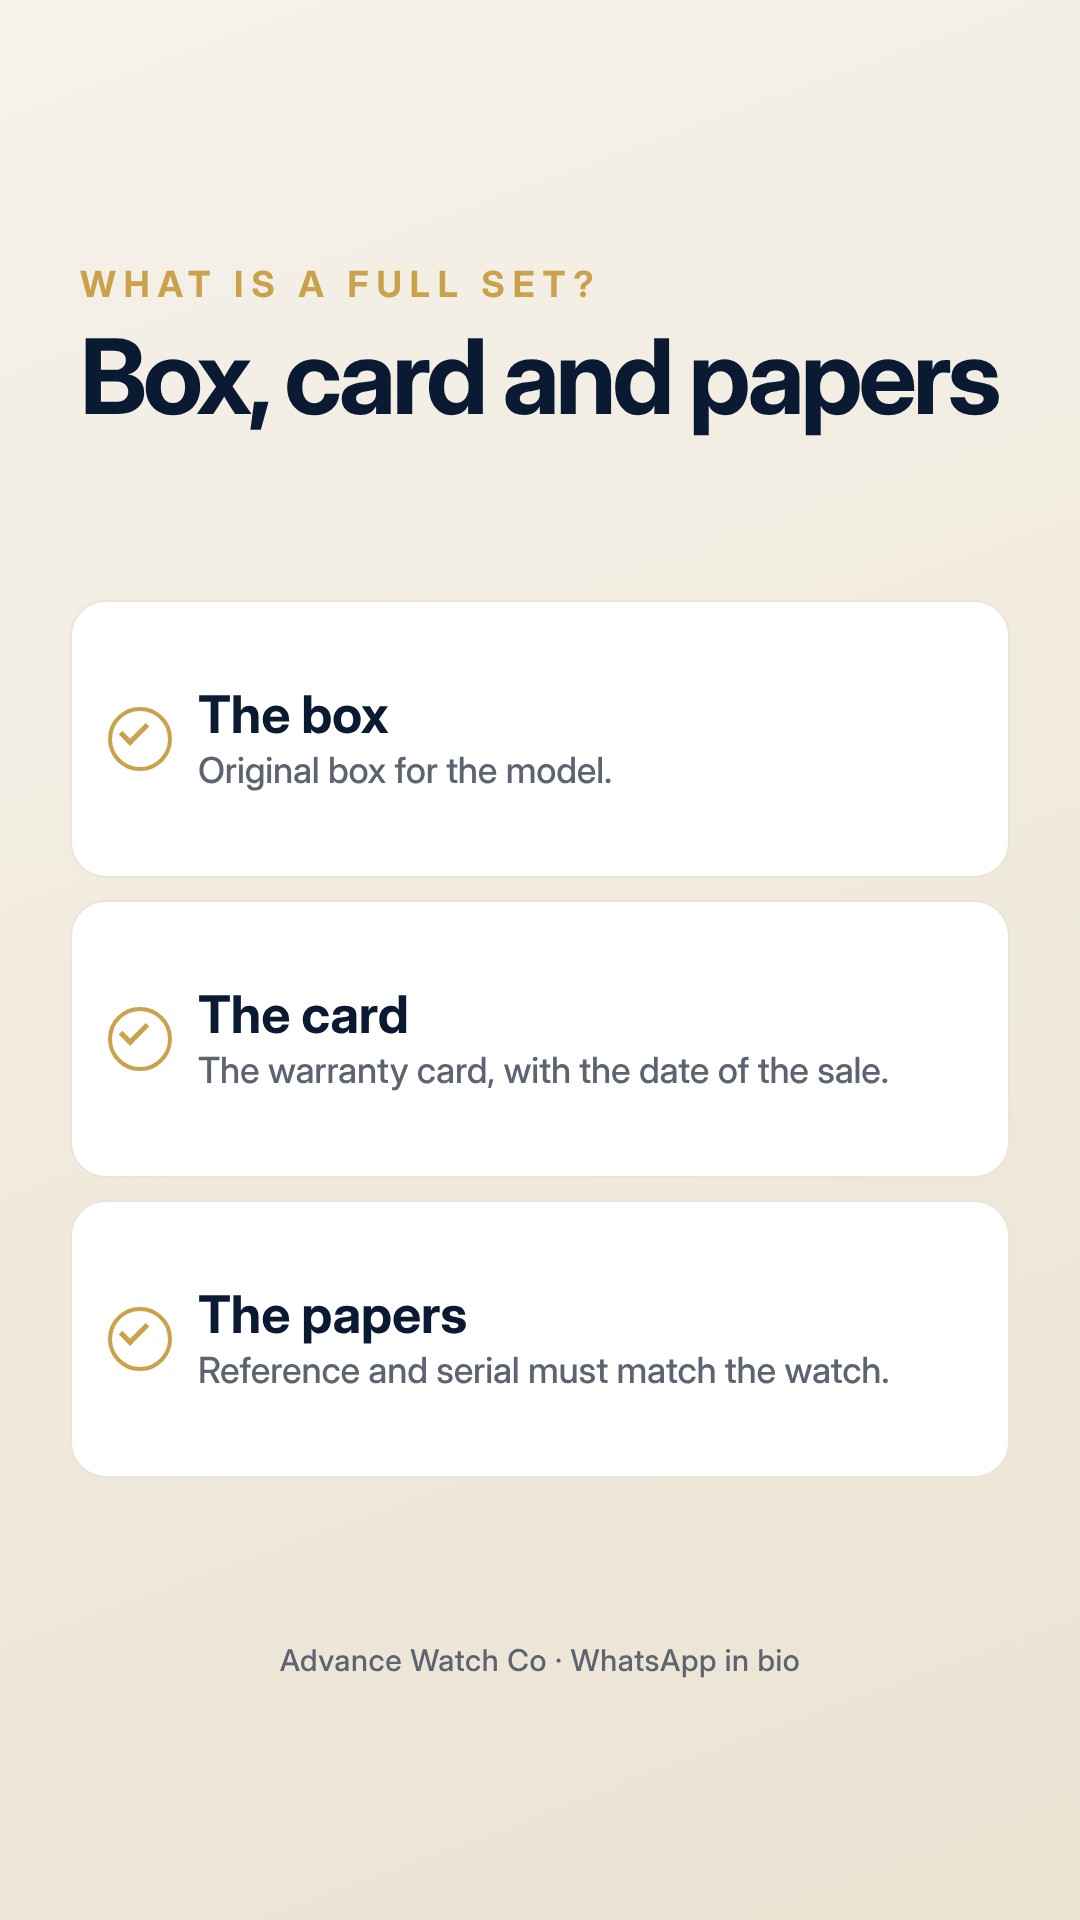 WHAT IS A FULL SET?
Box, card and papers
The box
Original box for the model.
The card
The warranty card, with the date of the sale.
The papers
Reference and serial must match the watch.
Advance Watch Co · WhatsApp in bio